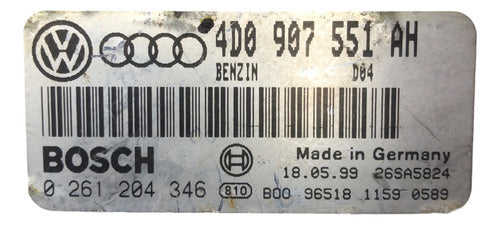 4D0 907 551 AH
BENZIN D04
BOSCH
Made in Germany
18.05.99 26SA5824
0 261 204 346 810 B00 96518 1159 0589